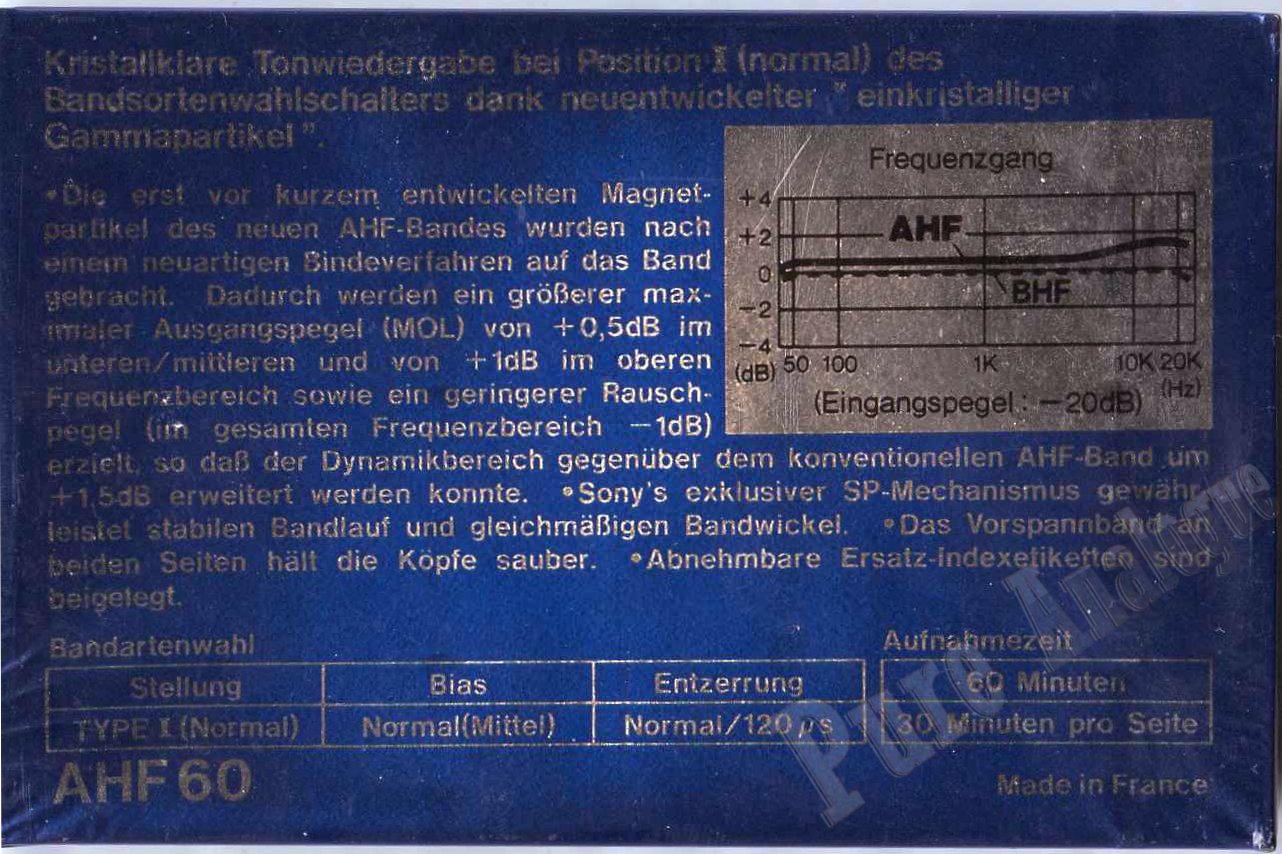 Kristallklare Tonwiedergabe bei Position I (normal) des
Bandsortenwahlschalters dank neuentwickelter " einkristalliger
Gammapartikel ".
•Die erst vor kurzem entwickelten Magnet-
partikel des neuen AHF-Bandes wurden nach
einem neuartigen Bindeverfahren auf das Band
gebracht. Dadurch werden ein größerer max-
imaler Ausgangspegel (MOL) von +0,5dB im
unteren/mittleren und von +1dB im oberen
Frequenzbereich sowie ein geringerer Rausch-
pegel (im gesamten Frequenzbereich −1dB)
erzielt, so daß der Dynamikbereich gegenüber dem konventionellen AHF-Band um
+1,5dB erweitert werden konnte. •Sony's exklusiver SP-Mechanismus gewähr-
leistet stabilen Bandlauf und gleichmäßigen Bandwickel. •Das Vorspannband an
beiden Seiten hält die Köpfe sauber. •Abnehmbare Ersatz-Indexetiketten sind
beigelegt.
Frequenzgang
+4
+2
0
−2
−4
(dB)
AHF
BHF
50 100 1K 10K 20K
(Hz)
(Eingangspegel : −20dB)
Bandartenwahl
Stellung Bias Entzerrung
TYPE I (Normal) Normal(Mittel) Normal/120 µs
Aufnahmezeit
60 Minuten
30 Minuten pro Seite
AHF 60
Made in France
Pure Analogue